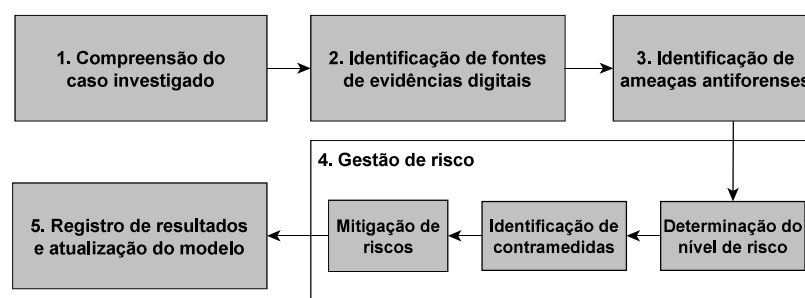 1. Compreensão do
caso investigado
2. Identificação de fontes
de evidências digitais
3. Identificação de
ameaças antiforenses
4. Gestão de risco
Determinação do
nível de risco
Identificação de
contramedidas
Mitigação de
riscos
5. Registro de resultados
e atualização do modelo